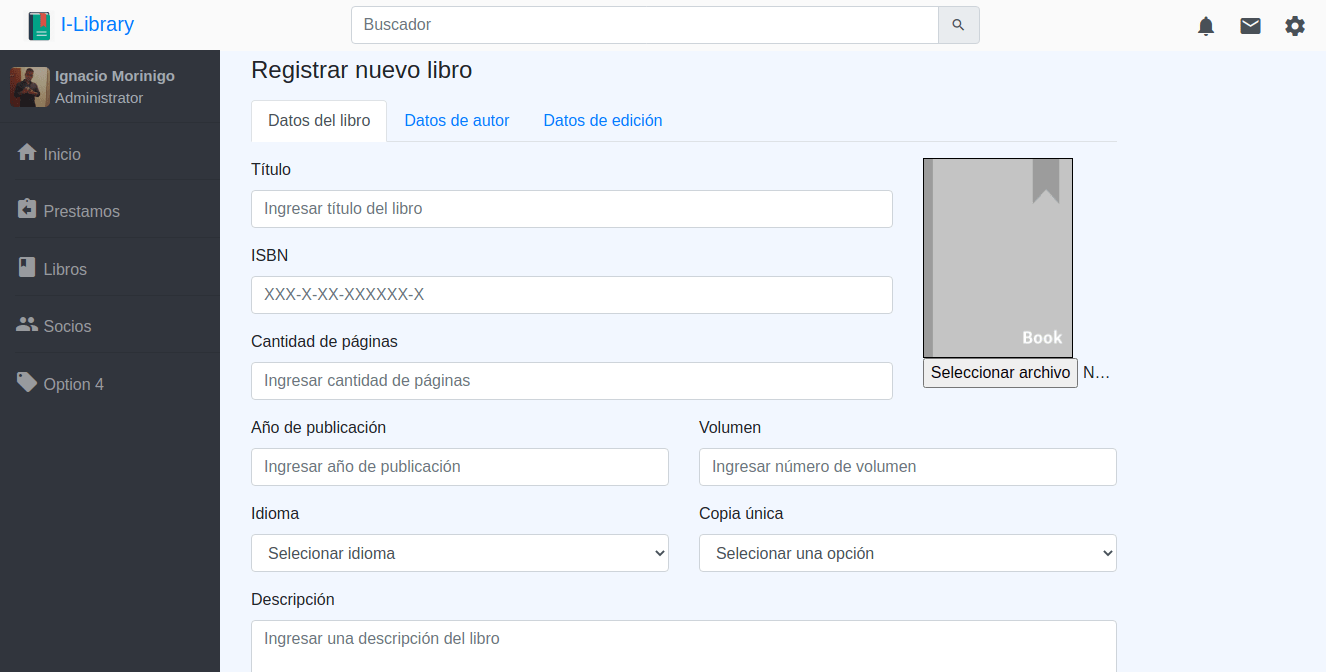 I-Library
Buscador
Ignacio Morinigo
Administrator
Inicio
Prestamos
Libros
Socios
Option 4
Registrar nuevo libro
Datos del libro Datos de autor Datos de edición
Título
Ingresar título del libro
ISBN
XXX-X-XX-XXXXXX-X
Cantidad de páginas
Ingresar cantidad de páginas
Book
Seleccionar archivo N...
Año de publicación Volumen
Ingresar año de publicación Ingresar número de volumen
Idioma Copia única
Selecionar idioma Selecionar una opción
Descripción
Ingresar una descripción del libro